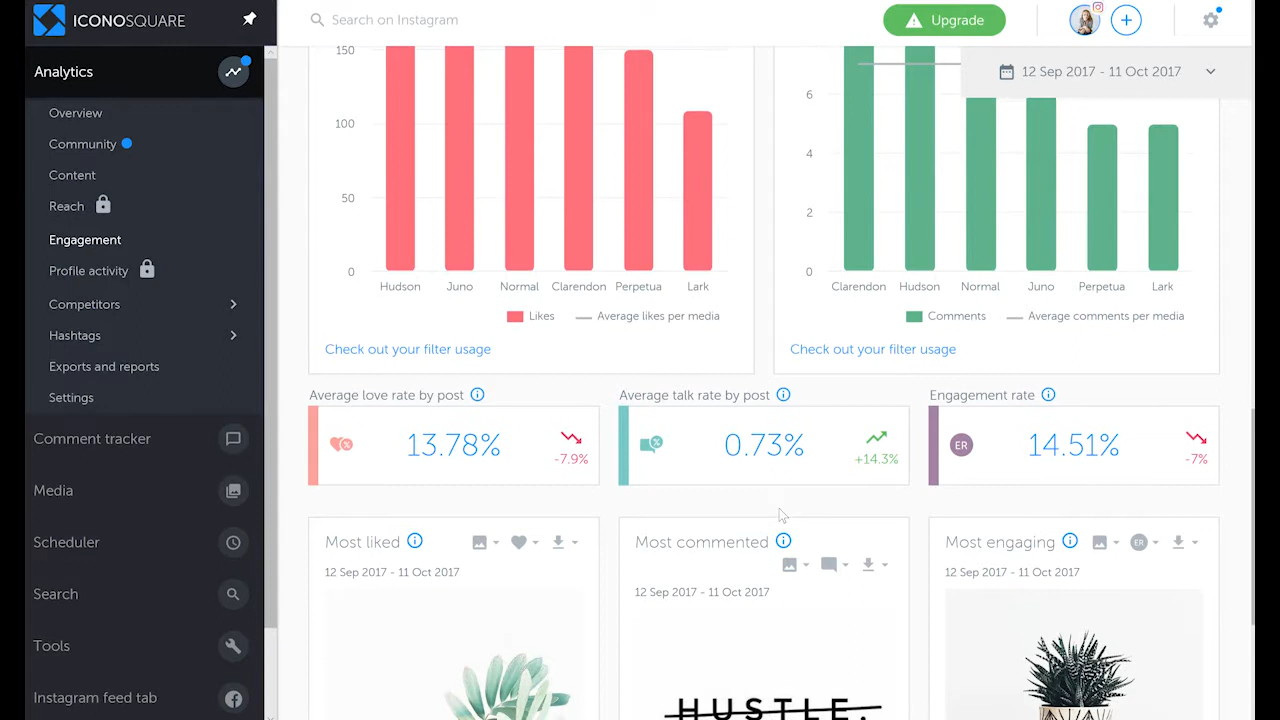 ICONOSQUARE
Search on Instagram
Upgrade
Analytics
Overview
Community
Content
Reach
Engagement
Profile activity
Competitors
Hashtags
Exports and reports
Settings
Comment tracker
Media
Scheduler
Search
Tools
Instagram feed tab
12 Sep 2017 - 11 Oct 2017
150
100
50
0
Hudson Juno Normal Clarendon Perpetua Lark
Likes Average likes per media
Check out your filter usage
6
4
2
0
Clarendon Hudson Normal Juno Perpetua Lark
Comments Average comments per media
Check out your filter usage
Average love rate by post
13.78%
-7.9%
Average talk rate by post
0.73%
+14.3%
Engagement rate
ER
14.51%
-7%
Most liked
12 Sep 2017 - 11 Oct 2017
Most commented
12 Sep 2017 - 11 Oct 2017
HUSTLE.
Most engaging
ER
12 Sep 2017 - 11 Oct 2017